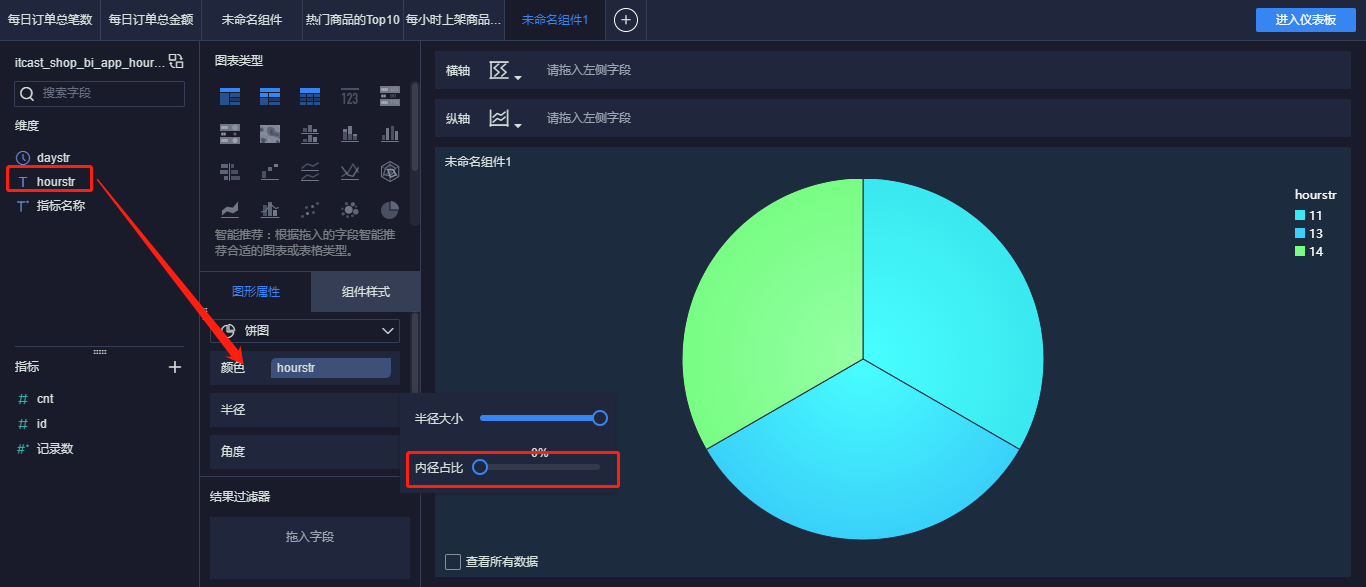 每日订单总笔数
每日订单总金额
未命名组件
热门商品的Top10
每小时上架商品...
未命名组件1
进入仪表板
itcast_shop_bi_app_hour...
搜索字段
维度
daystr
T hourstr
T* 指标名称
指标
# cnt
# id
#* 记录数
图表类型
123
智能推荐：根据拖入的字段智能推
荐合适的图表或表格类型。
图形属性
组件样式
饼图
颜色
hourstr
半径
角度
结果过滤器
拖入字段
半径大小
0%
内径占比
横轴
请拖入左侧字段
纵轴
请拖入左侧字段
未命名组件1
hourstr
11
13
14
查看所有数据